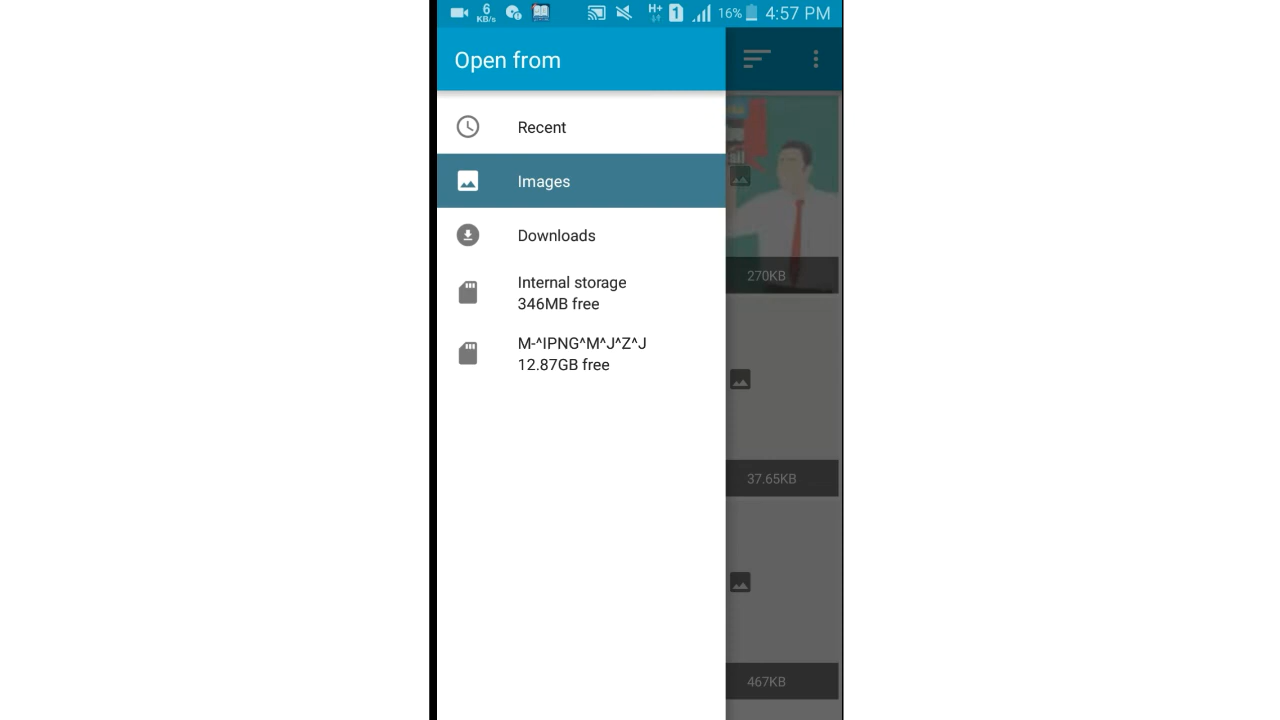 6
KB/s
H+
1
16%
4:57 PM
Open from
Recent
Images
Downloads
Internal storage
346MB free
M-^IPNG^M^J^Z^J
12.87GB free
270KB
37.65KB
467KB